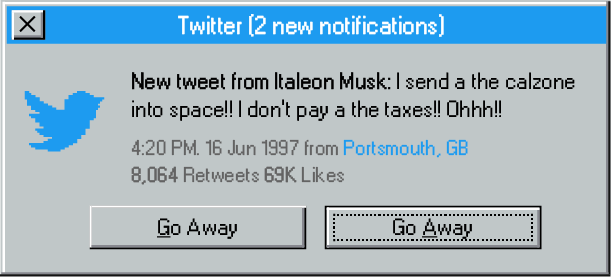 Twitter (2 new notifications)
New tweet from Italeon Musk: I send a the calzone
into space!! I don't pay a the taxes!! Ohhh!!
4:20 PM. 16 Jun 1997 from Portsmouth, GB
8,064 Retweets 69K Likes
Go Away
Go Away